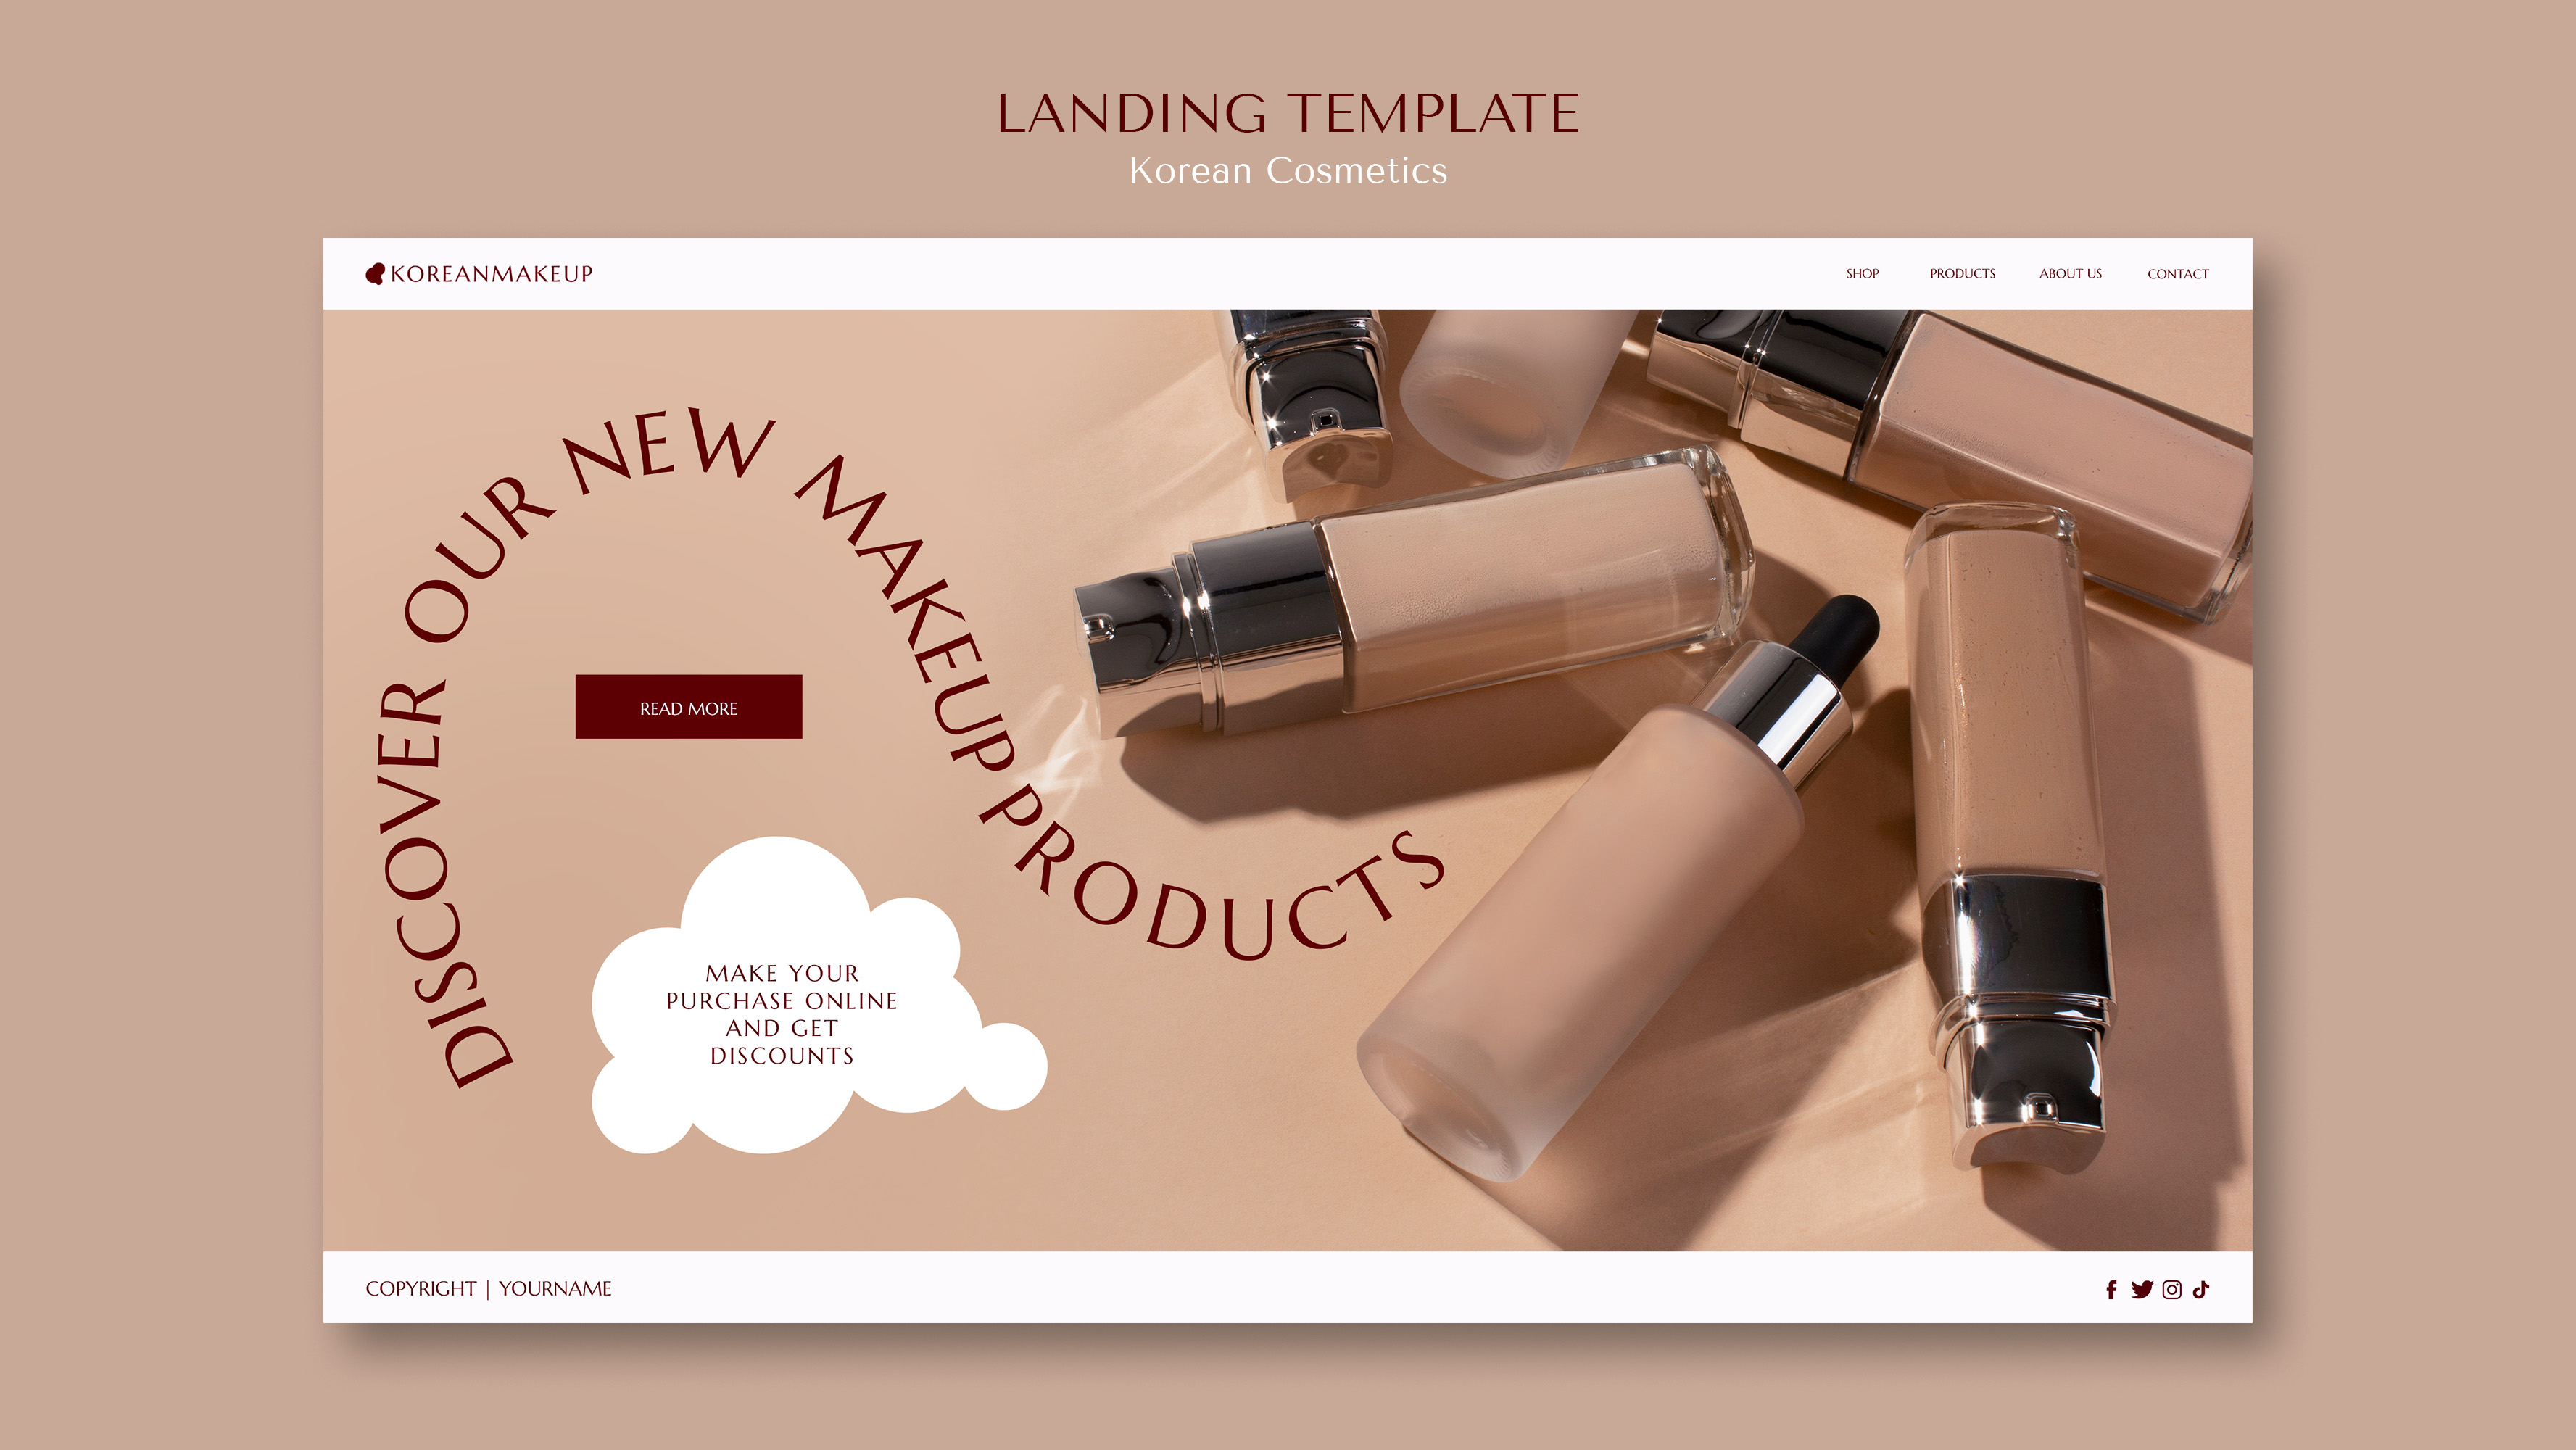 LANDING TEMPLATE
Korean Cosmetics
KOREANMAKEUP
SHOP
PRODUCTS
ABOUT US
CONTACT
DISCOVER OUR NEW MAKEUP PRODUCTS
READ MORE
MAKE YOUR
PURCHASE ONLINE
AND GET
DISCOUNTS
COPYRIGHT | YOURNAME